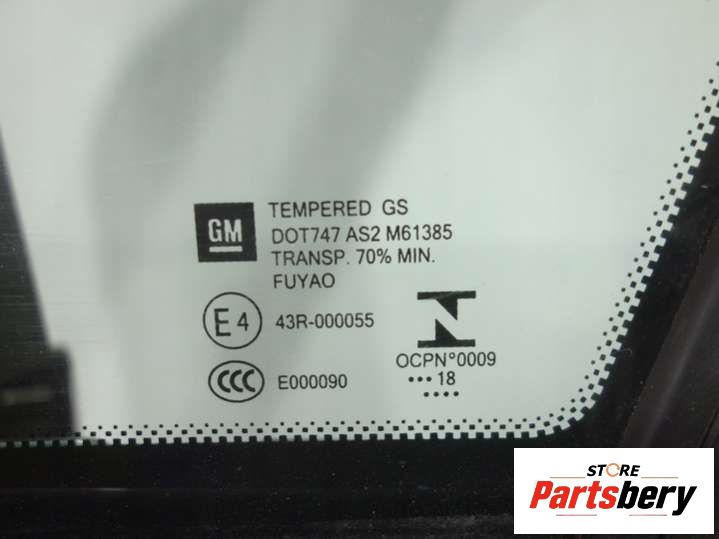 GM
TEMPERED GS
DOT747 AS2 M61385
TRANSP. 70% MIN.
FUYAO
E4
43R-000055
CCC
E000090
N
OCPN°0009
•••18
••••
STORE
Partsbery